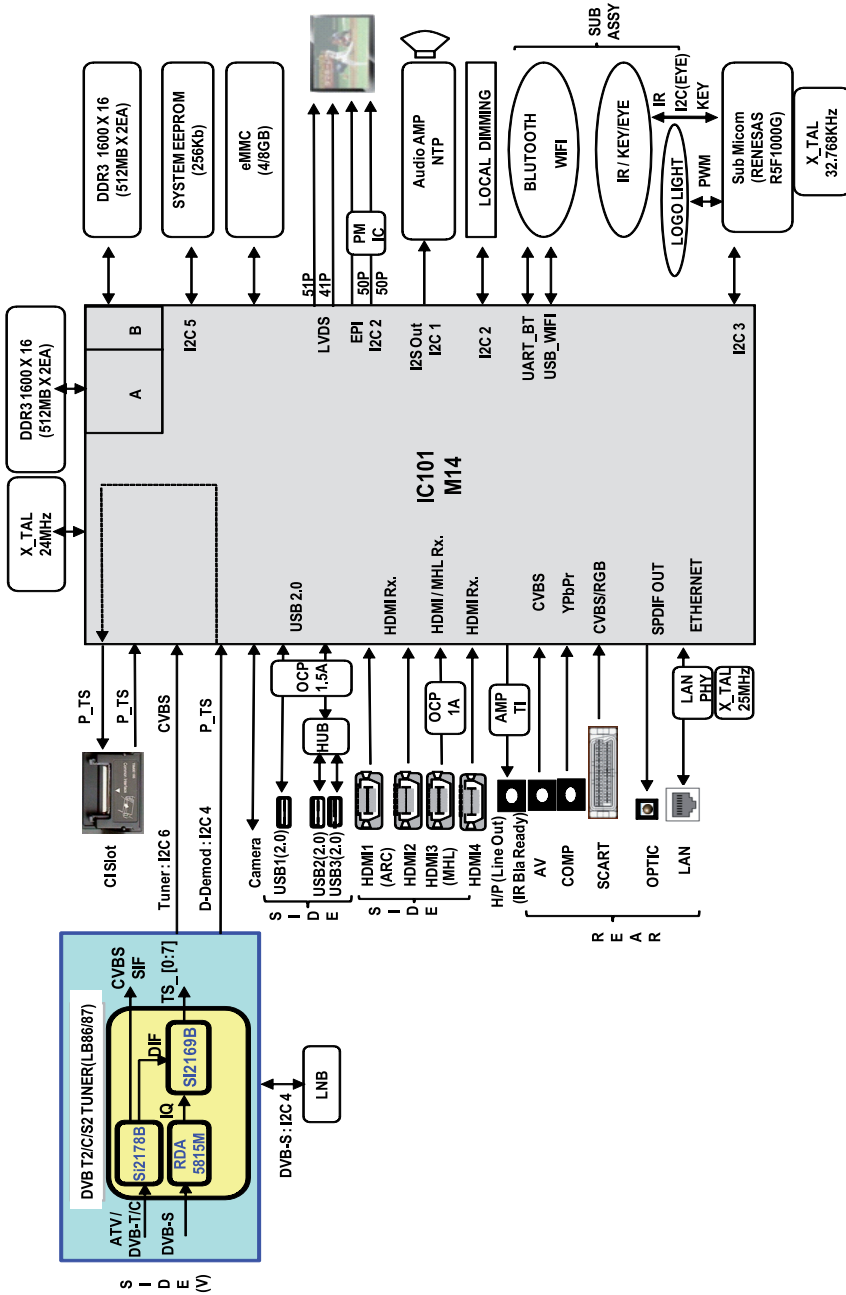 S
I
D
E
(V)
DVB T2/C/S2 TUNER(LB86/87)
ATV /
DVB-T/C
DVB-S
Si2178B
RDA
5815M
IQ
DIF
SI2169B
CVBS
SIF
TS_ [0:7]
DVB-S : I2C 4
LNB
CI Slot
P_TS
P_TS
Tuner : I2C 6
CVBS
D-Demod : I2C 4
P_TS
Camera
S
I
D
E
USB1(2.0)
USB2(2.0)
USB3(2.0)
HUB
OCP
1.5A
USB 2.0
S
I
D
E
HDMI1
(ARC)
HDMI2
HDMI3
(MHL)
HDMI4
OCP
1A
HDMI Rx.
HDMI / MHL Rx.
HDMI Rx.
R
E
A
R
H/P (Line Out)
(IR Bla Ready)
AMP
TI
AV
CVBS
COMP
YPbPr
SCART
CVBS/RGB
OPTIC
SPDIF OUT
LAN
LAN
PHY
X_TAL
25MHz
ETHERNET
X_TAL
24MHz
DDR3 1600 X 16
(512MB X 2EA)
A
B
IC101
M14
DDR3 1600 X 16
(512MB X 2EA)
I2C 5
SYSTEM EEPROM
(256Kb)
eMMC
(4/8GB)
LVDS
51P
41P
EPI
I2C 2
50P
50P
PM
IC
I2S Out
I2C 1
Audio AMP
NTP
I2C 2
LOCAL DIMMING
UART_BT
USB_WIFI
BLUTOOTH
WIFI
SUB
ASSY
IR / KEY/EYE
LOGO LIGHT
IR
I2C(EYE)
KEY
PWM
I2C 3
Sub Micom
(RENESAS
R5F1000G)
X_TAL
32.768KHz